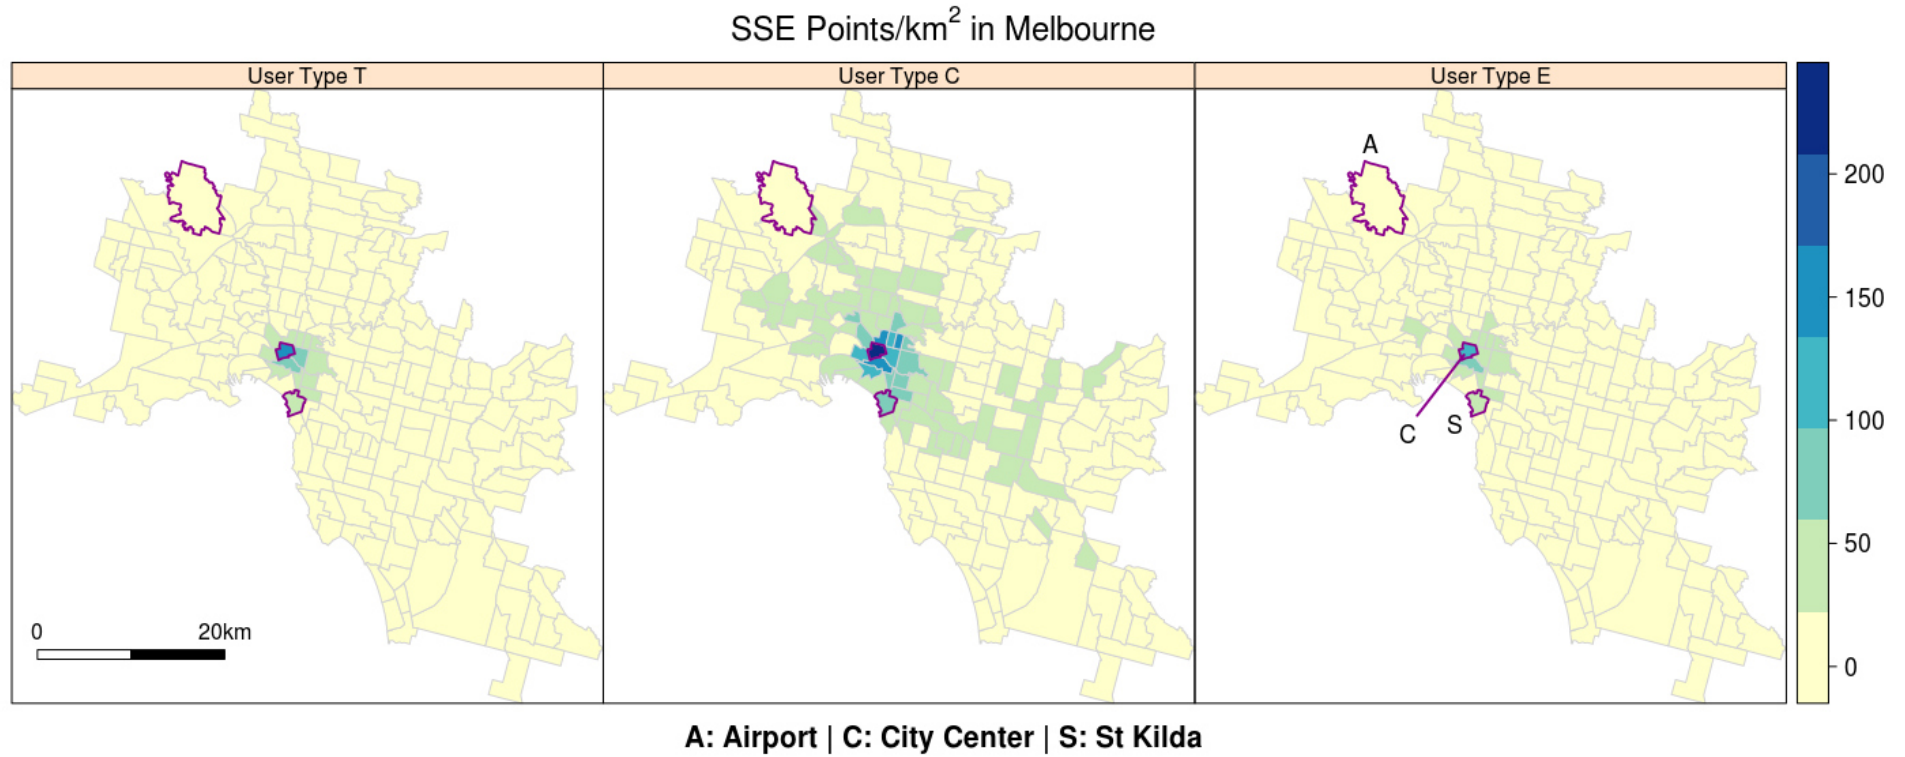 SSE Points/km² in Melbourne
User Type T
User Type C
User Type E
A
C
S
0 20km
200
150
100
50
0
A: Airport | C: City Center | S: St Kilda